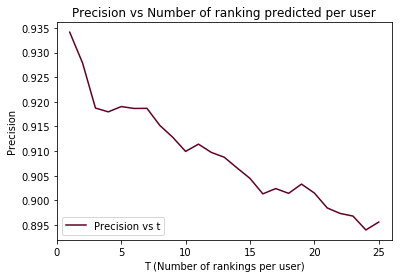 Precision vs Number of ranking predicted per user
0.935
0.930
0.925
0.920
0.915
0.910
0.905
0.900
0.895
Precision
Precision vs t
0 5 10 15 20 25
T (Number of rankings per user)